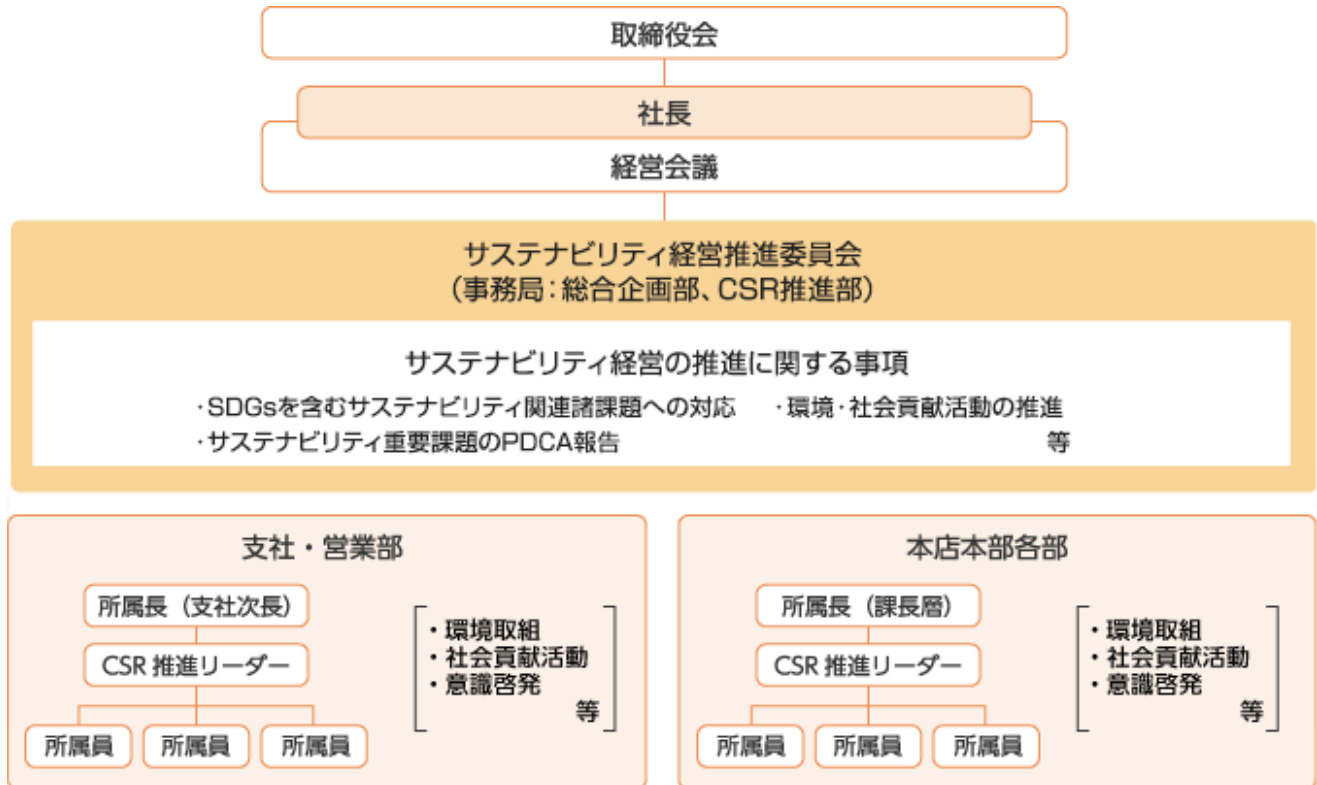 取締役会
社長
経営会議
サステナビリティ経営推進委員会
（事務局：総合企画部、CSR推進部）
サステナビリティ経営の推進に関する事項
・SDGsを含むサステナビリティ関連諸課題への対応　・環境・社会貢献活動の推進
・サステナビリティ重要課題のPDCA報告　等
支社・営業部
所属長（支社次長）
CSR 推進リーダー
所属員 所属員 所属員
・環境取組
・社会貢献活動
・意識啓発
等
本店本部各部
所属長（課長層）
CSR 推進リーダー
所属員 所属員 所属員
・環境取組
・社会貢献活動
・意識啓発
等